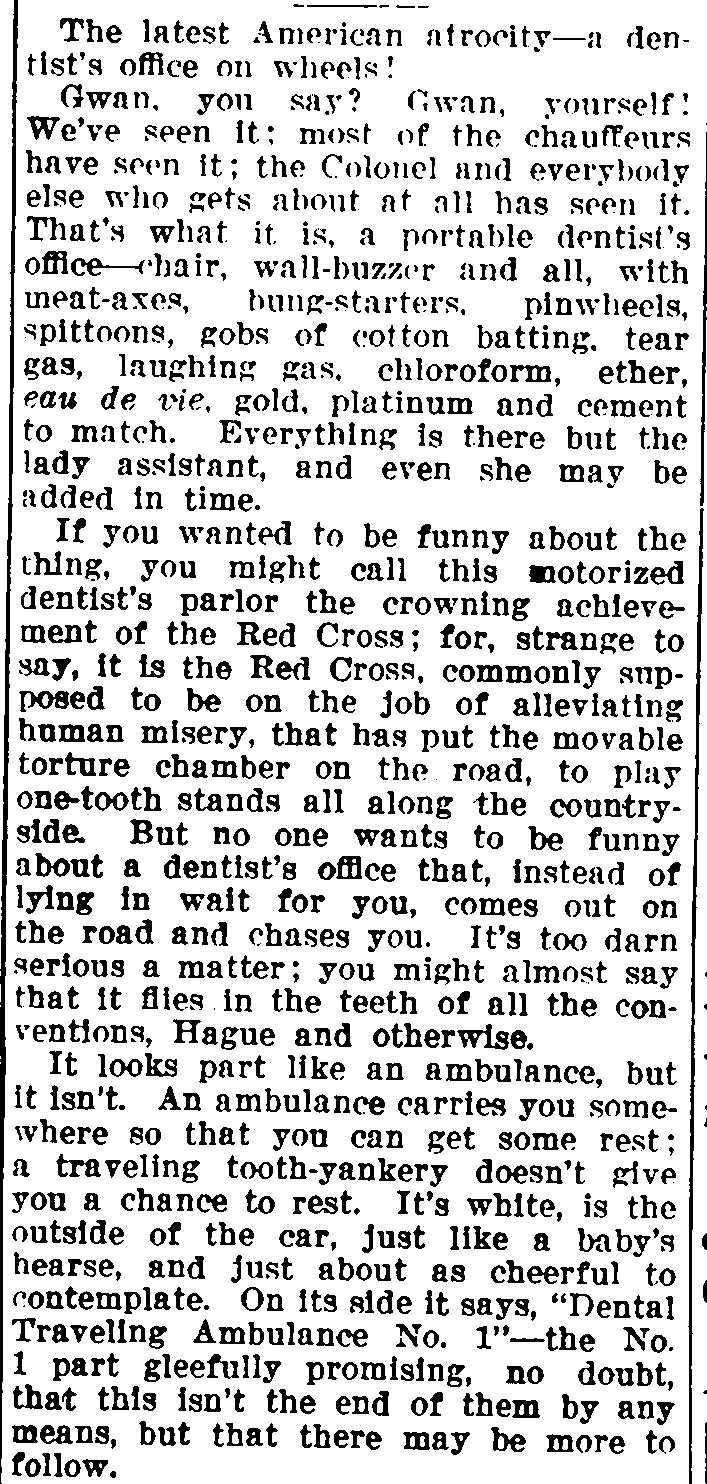 The latest American atrocity—a den-
tist's office on wheels!
Gwan, you say? Gwan, yourself!
We've seen it; most of the chauffeurs
have seen it; the Colonel and everybody
else who gets about at all has seen it.
That's what it is, a portable dentist's
office—chair, wall-buzzer and all, with
meat-axes, bung-starters, pinwheels,
spittoons, gobs of cotton batting, tear
gas, laughing gas, chloroform, ether,
eau de vie, gold, platinum and cement
to match. Everything is there but the
lady assistant, and even she may be
added in time.
If you wanted to be funny about the
thing, you might call this motorized
dentist's parlor the crowning achieve-
ment of the Red Cross; for, strange to
say, it is the Red Cross, commonly sup-
posed to be on the job of alleviating
human misery, that has put the movable
torture chamber on the road, to play
one-tooth stands all along the country-
side. But no one wants to be funny
about a dentist's office that, instead of
lying in wait for you, comes out on
the road and chases you. It's too darn
serious a matter; you might almost say
that it flies in the teeth of all the con-
ventions, Hague and otherwise.
It looks part like an ambulance, but
it isn't. An ambulance carries you some-
where so that you can get some rest;
a traveling tooth-yankery doesn't give
you a chance to rest. It's white, is the
outside of the car, just like a baby's
hearse, and just about as cheerful to
contemplate. On its side it says, "Dental
Traveling Ambulance No. 1"—the No.
1 part gleefully promising, no doubt,
that this isn't the end of them by any
means, but that there may be more to
follow.